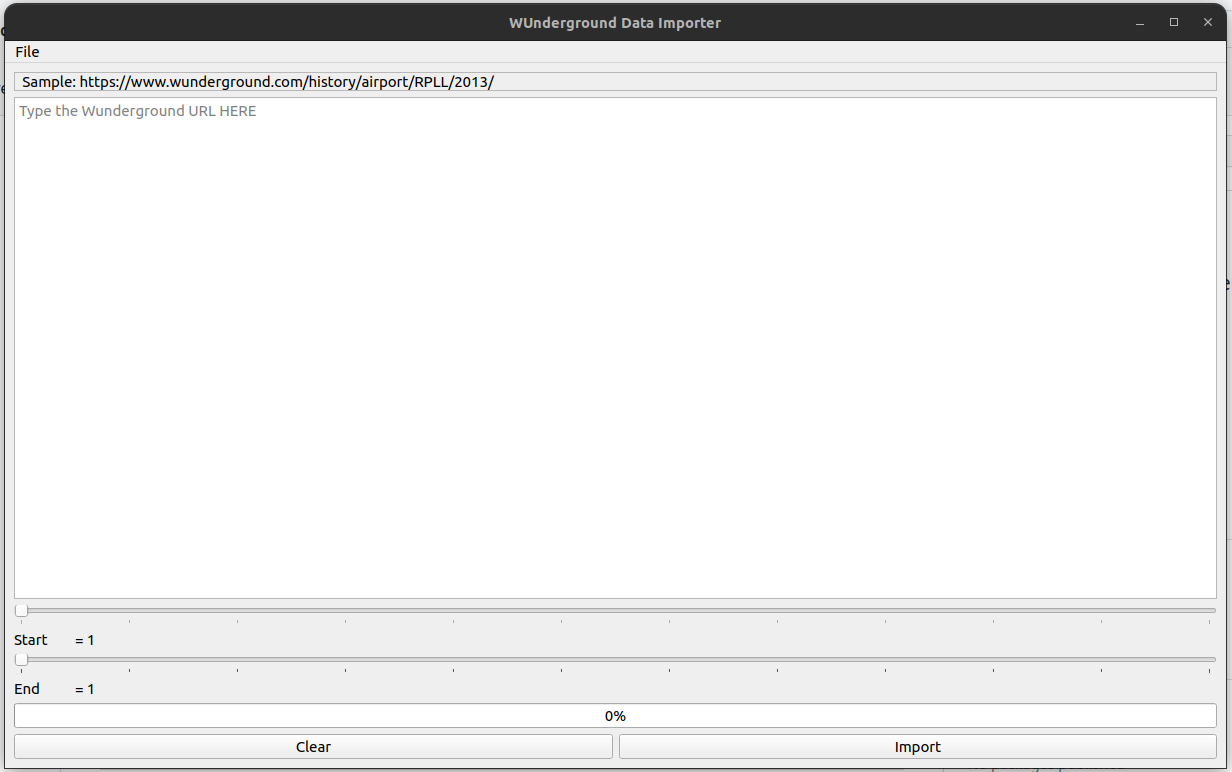 WUnderground Data Importer
File
Sample: https://www.wunderground.com/history/airport/RPLL/2013/
Type the Wunderground URL HERE
Start = 1
End = 1
0%
Clear Import